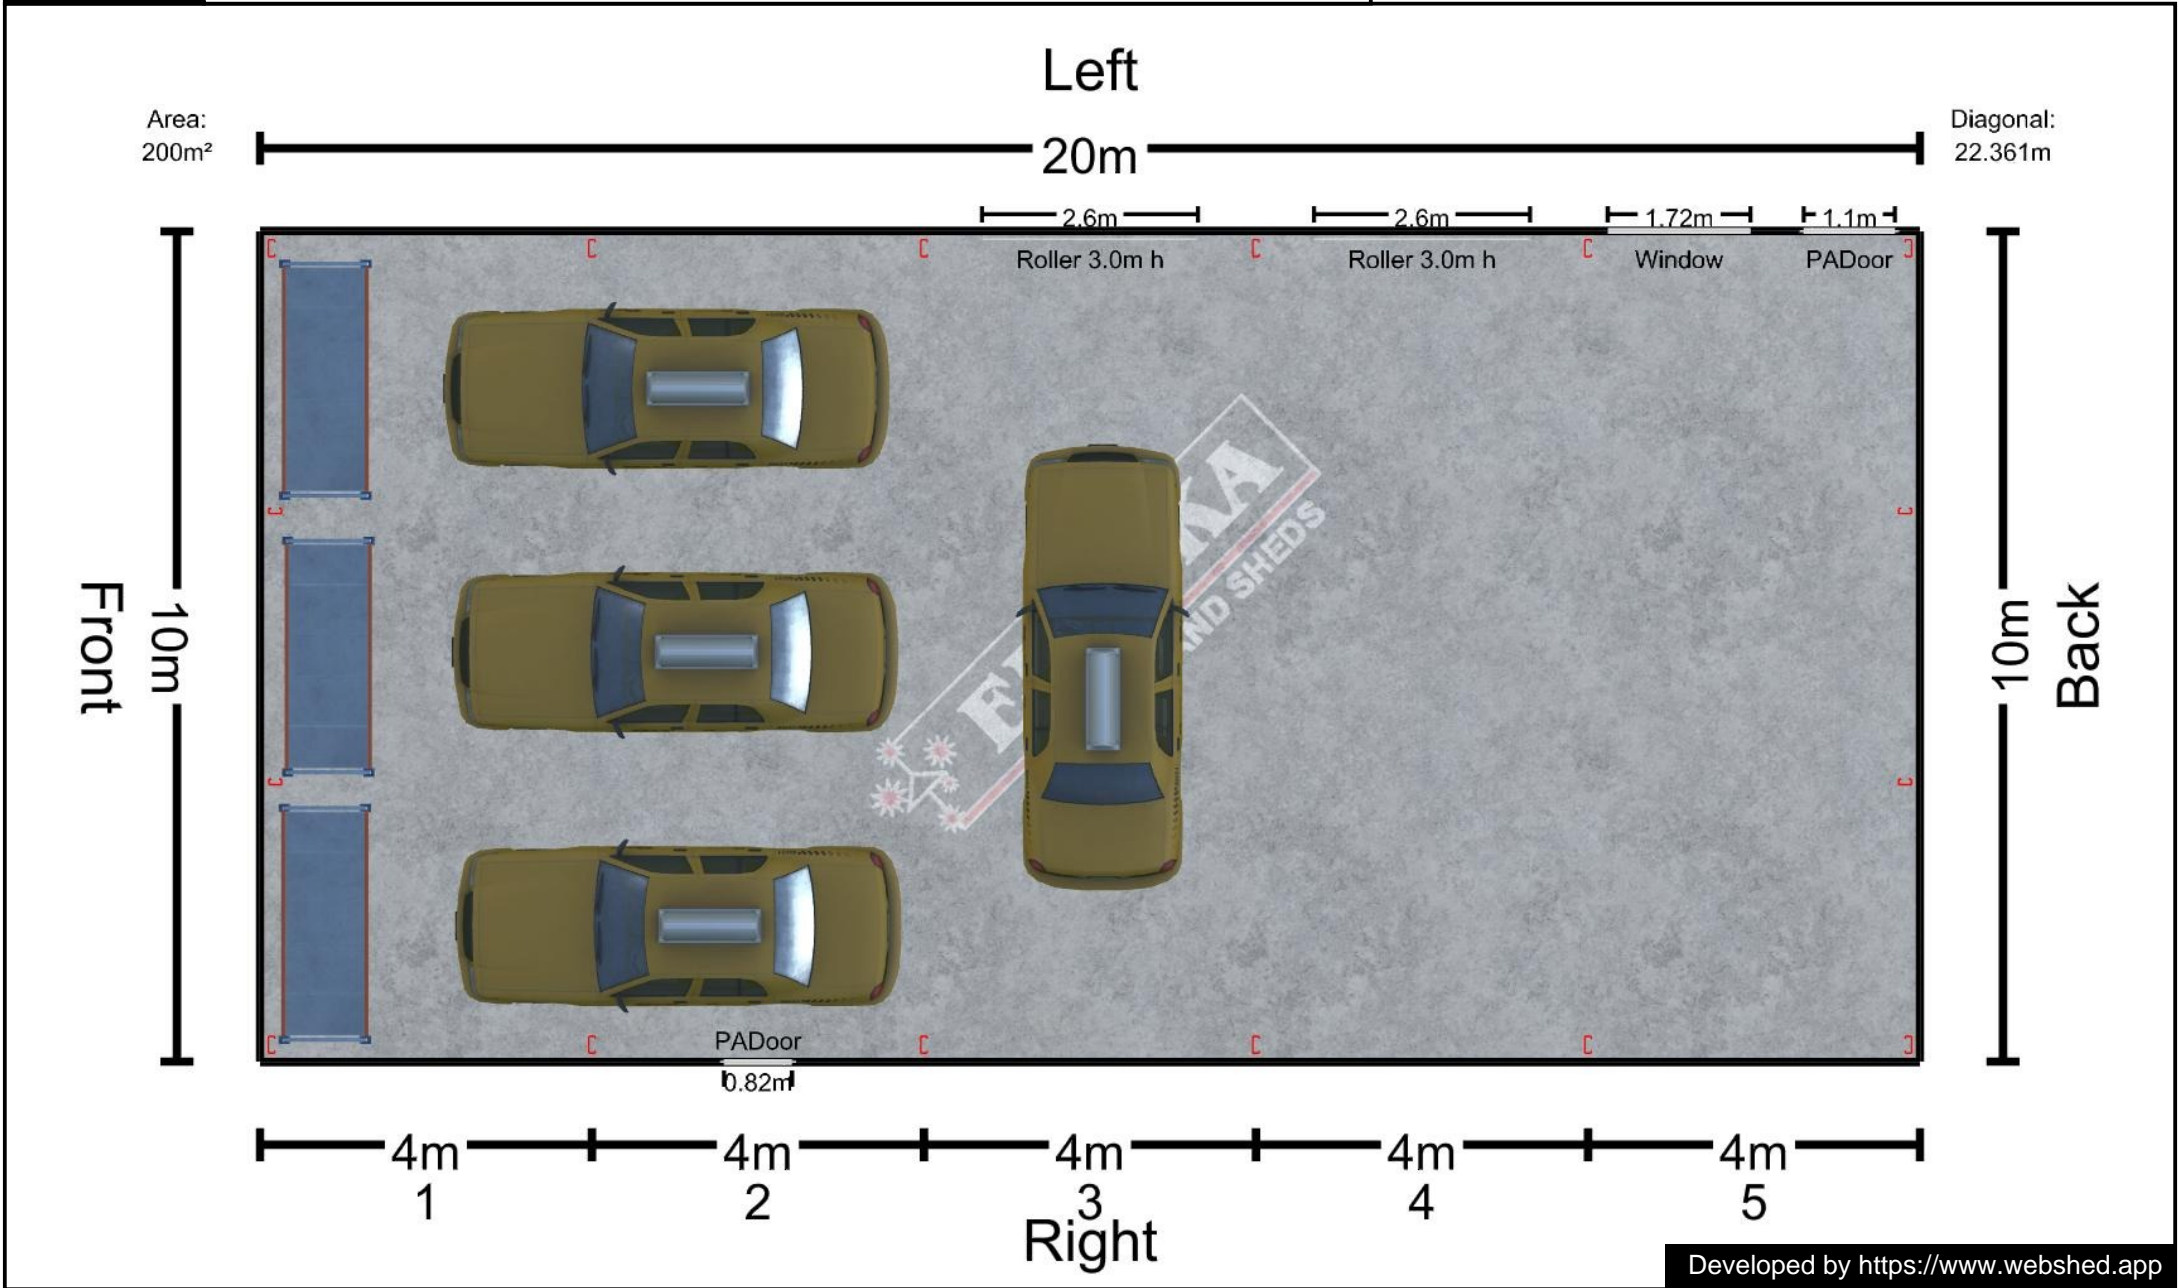 Left
Area:
200m²
Diagonal:
22.361m
20m
2.6m
2.6m
1.72m
1.1m
Roller 3.0m h
Roller 3.0m h
Window
PADoor
Front
10m
10m
Back
AND SHEDS
PADoor
0.82m
4m
4m
4m
4m
4m
1
2
3
4
5
Right
Developed by https://www.webshed.app